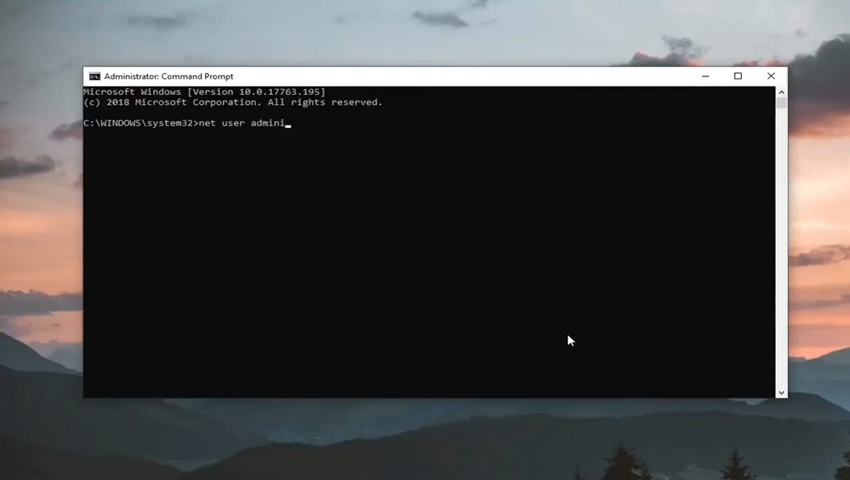 Administrator: Command Prompt
Microsoft Windows [Version 10.0.17763.195]
(c) 2018 Microsoft Corporation. All rights reserved.
C:\WINDOWS\system32>net user admini_